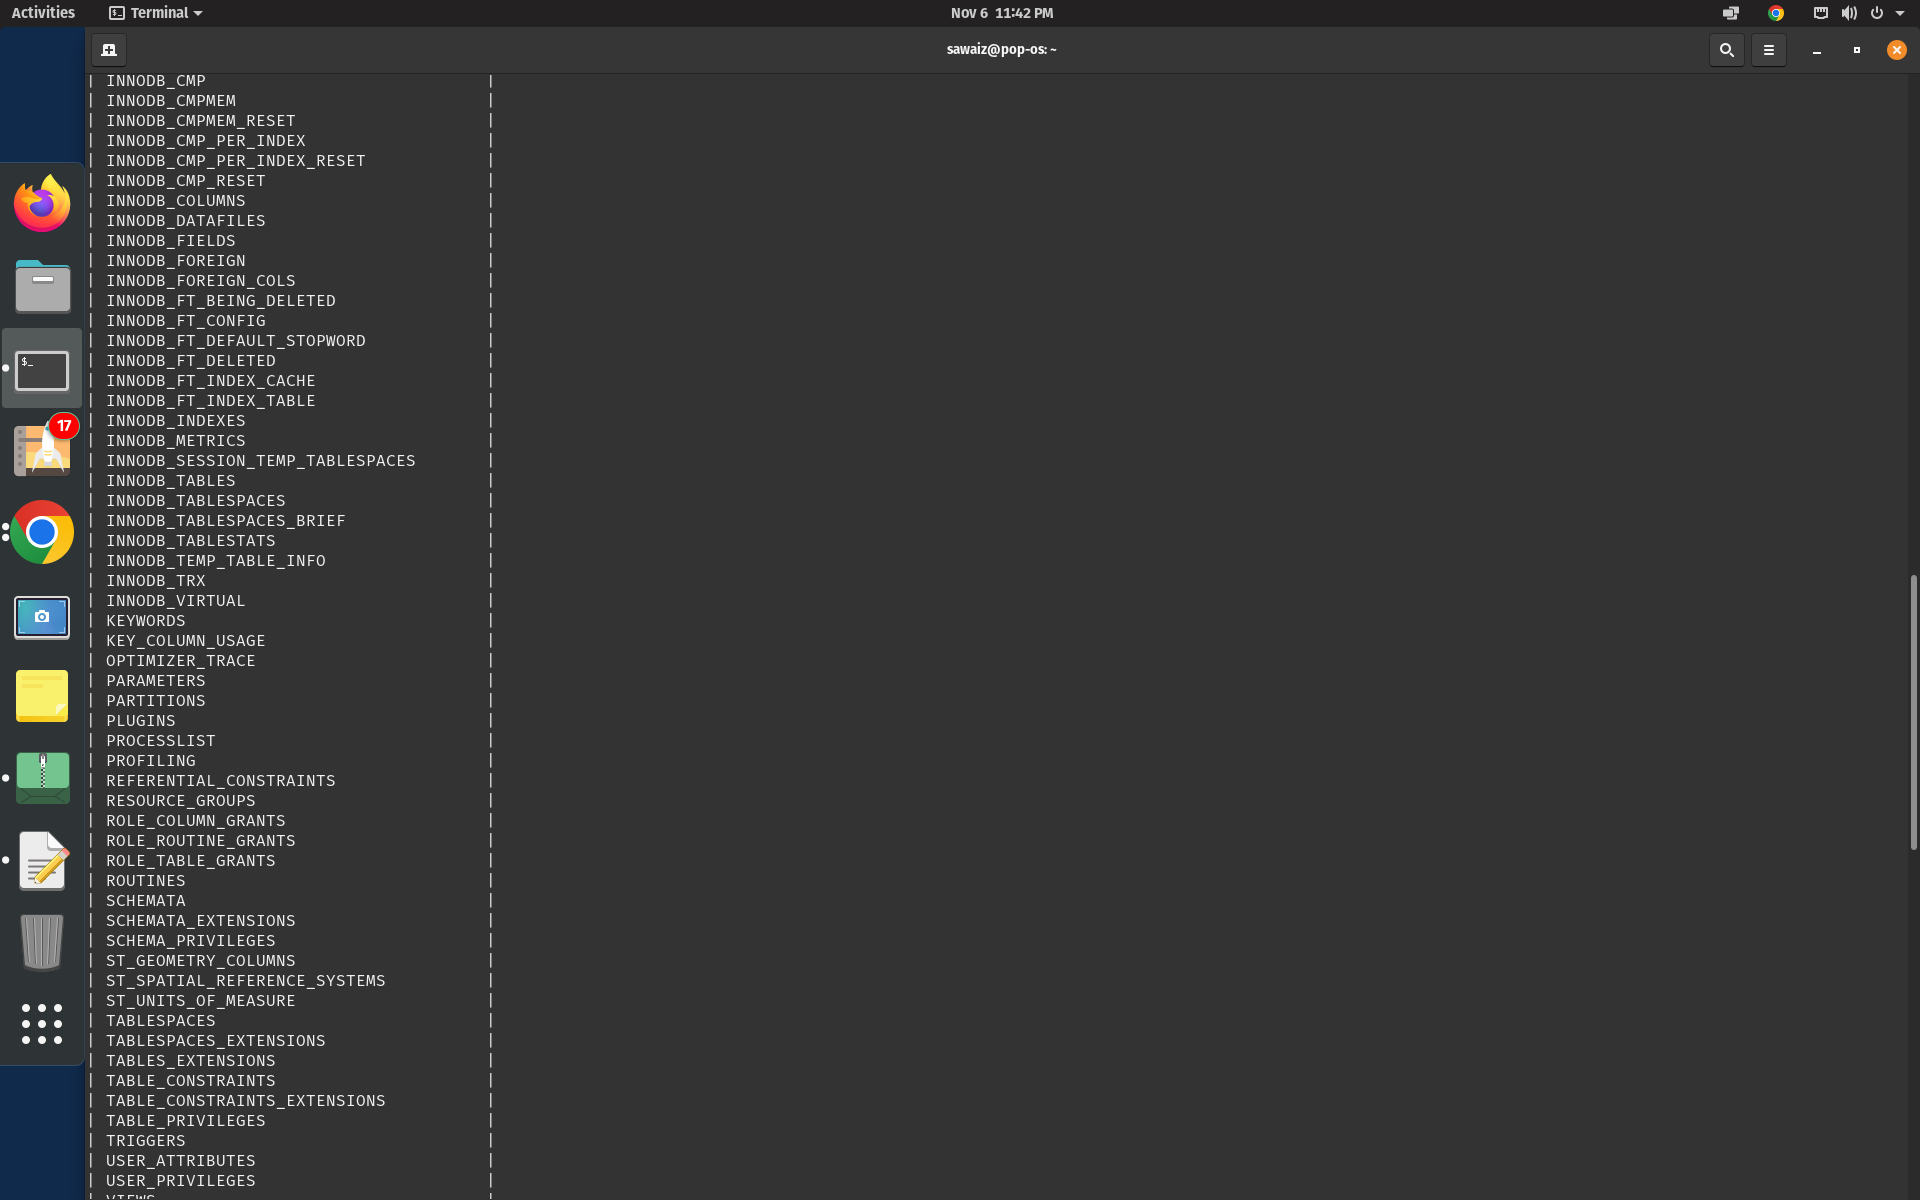 Activities Terminal Nov 6 11:42 PM
sawaiz@pop-os: ~
| INNODB_CMP |
| INNODB_CMPMEM |
| INNODB_CMPMEM_RESET |
| INNODB_CMP_PER_INDEX |
| INNODB_CMP_PER_INDEX_RESET |
| INNODB_CMP_RESET |
| INNODB_COLUMNS |
| INNODB_DATAFILES |
| INNODB_FIELDS |
| INNODB_FOREIGN |
| INNODB_FOREIGN_COLS |
| INNODB_FT_BEING_DELETED |
| INNODB_FT_CONFIG |
| INNODB_FT_DEFAULT_STOPWORD |
| INNODB_FT_DELETED |
| INNODB_FT_INDEX_CACHE |
| INNODB_FT_INDEX_TABLE |
| INNODB_INDEXES |
| INNODB_METRICS |
| INNODB_SESSION_TEMP_TABLESPACES |
| INNODB_TABLES |
| INNODB_TABLESPACES |
| INNODB_TABLESPACES_BRIEF |
| INNODB_TABLESTATS |
| INNODB_TEMP_TABLE_INFO |
| INNODB_TRX |
| INNODB_VIRTUAL |
| KEYWORDS |
| KEY_COLUMN_USAGE |
| OPTIMIZER_TRACE |
| PARAMETERS |
| PARTITIONS |
| PLUGINS |
| PROCESSLIST |
| PROFILING |
| REFERENTIAL_CONSTRAINTS |
| RESOURCE_GROUPS |
| ROLE_COLUMN_GRANTS |
| ROLE_ROUTINE_GRANTS |
| ROLE_TABLE_GRANTS |
| ROUTINES |
| SCHEMATA |
| SCHEMATA_EXTENSIONS |
| SCHEMA_PRIVILEGES |
| ST_GEOMETRY_COLUMNS |
| ST_SPATIAL_REFERENCE_SYSTEMS |
| ST_UNITS_OF_MEASURE |
| TABLESPACES |
| TABLESPACES_EXTENSIONS |
| TABLES_EXTENSIONS |
| TABLE_CONSTRAINTS |
| TABLE_CONSTRAINTS_EXTENSIONS |
| TABLE_PRIVILEGES |
| TRIGGERS |
| USER_ATTRIBUTES |
| USER_PRIVILEGES |
| VIEWS |
$_
17